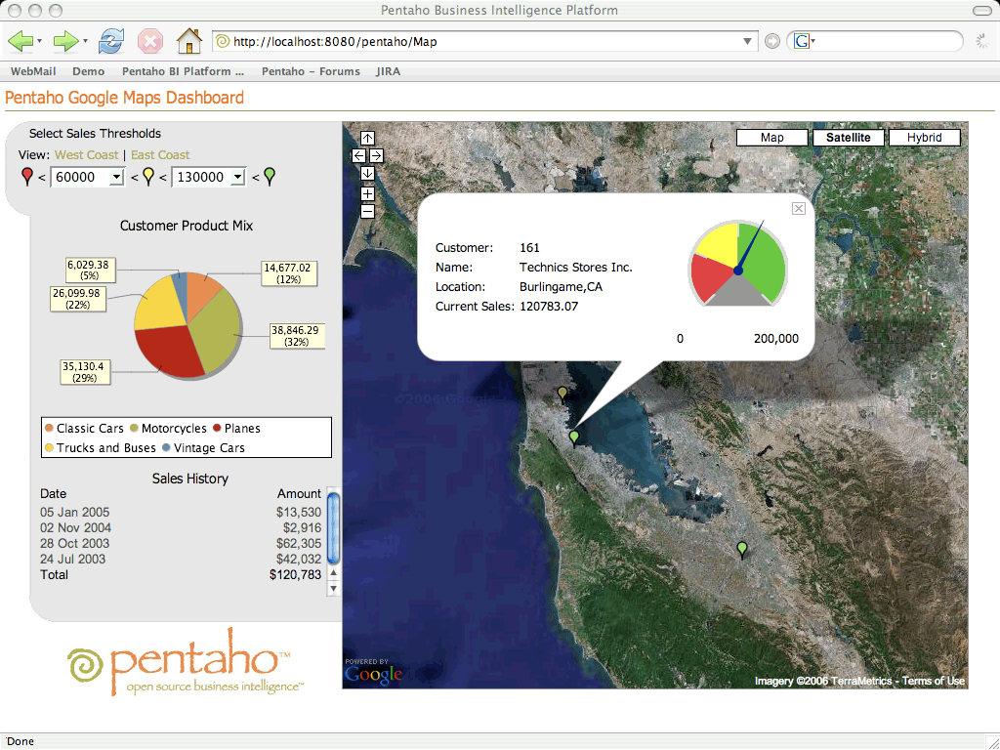 Pentaho Business Intelligence Platform
http://localhost:8080/pentaho/Map
G
WebMail Demo Pentaho BI Platform ... Pentaho - Forums JIRA
Pentaho Google Maps Dashboard
Select Sales Thresholds
View: West Coast | East Coast
< 60000 < < 130000 <
Customer Product Mix
6,029.38
(5%)
14,677.02
(12%)
26,099.98
(22%)
38,846.29
(32%)
35,130.4
(29%)
Classic Cars Motorcycles Planes
Trucks and Buses Vintage Cars
Sales History
Date Amount
05 Jan 2005 $13,530
02 Nov 2004 $2,916
28 Oct 2003 $62,305
24 Jul 2003 $42,032
Total $120,783
pentaho™
open source business intelligence™
Map Satellite Hybrid
Customer: 161
Name: Technics Stores Inc.
Location: Burlingame,CA
Current Sales: 120783.07
0 200,000
©2006 Google
POWERED BY
Google
Imagery ©2006 TerraMetrics - Terms of Use
Done